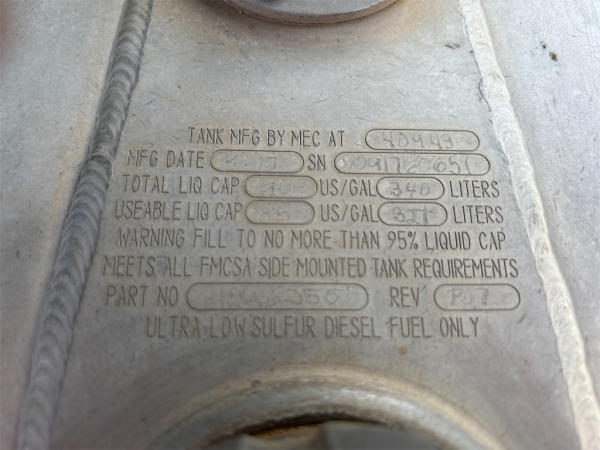 TANK MFG BY MEC AT 40943
MFG DATE SN
TOTAL LIQ CAP US/GAL 340 LITERS
USEABLE LIQ CAP US/GAL LITERS
WARNING FILL TO NO MORE THAN 95% LIQUID CAP
MEETS ALL FMCSA SIDE MOUNTED TANK REQUIREMENTS
PART NO REV P07
ULTRA-LOW SULFUR DIESEL FUEL ONLY